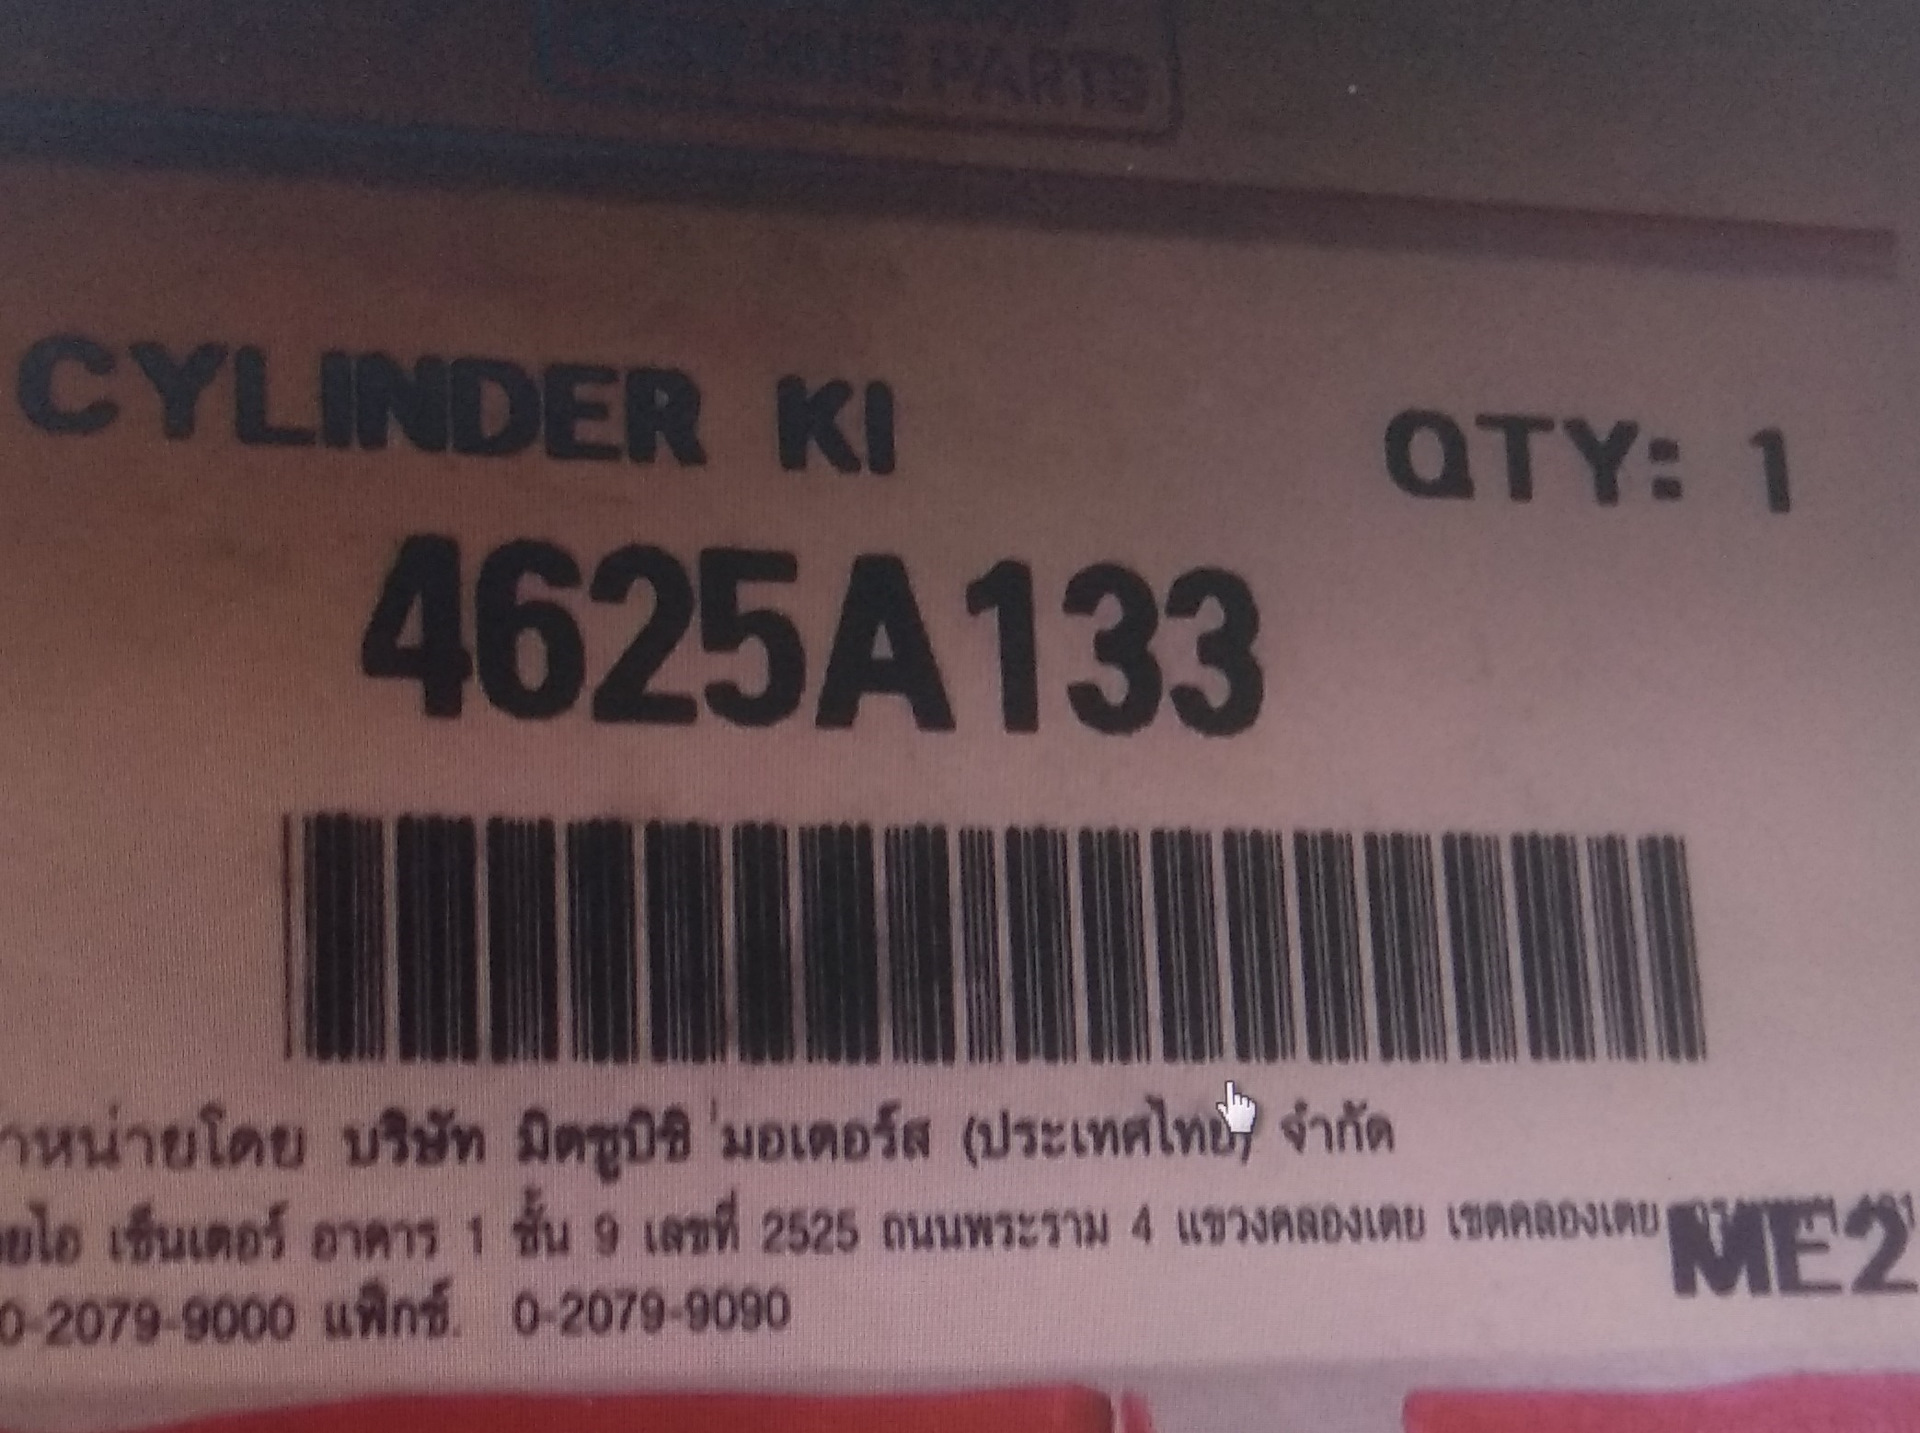 PARTS
CYLINDER KI
QTY: 1
4625A133
าหน่ายโดย บริษัท มิตซูบิชิ มอเตอร์ส (ประเทศไทย) จำกัด
ยไอ เซ็นเตอร์ อาคาร 1 ชั้น 9 เลขที่ 2525 ถนนพระราม 4 แขวงคลองเตย เขตคลองเตย
ME2
0-2079-9000 แฟ็กซ์. 0-2079-9090